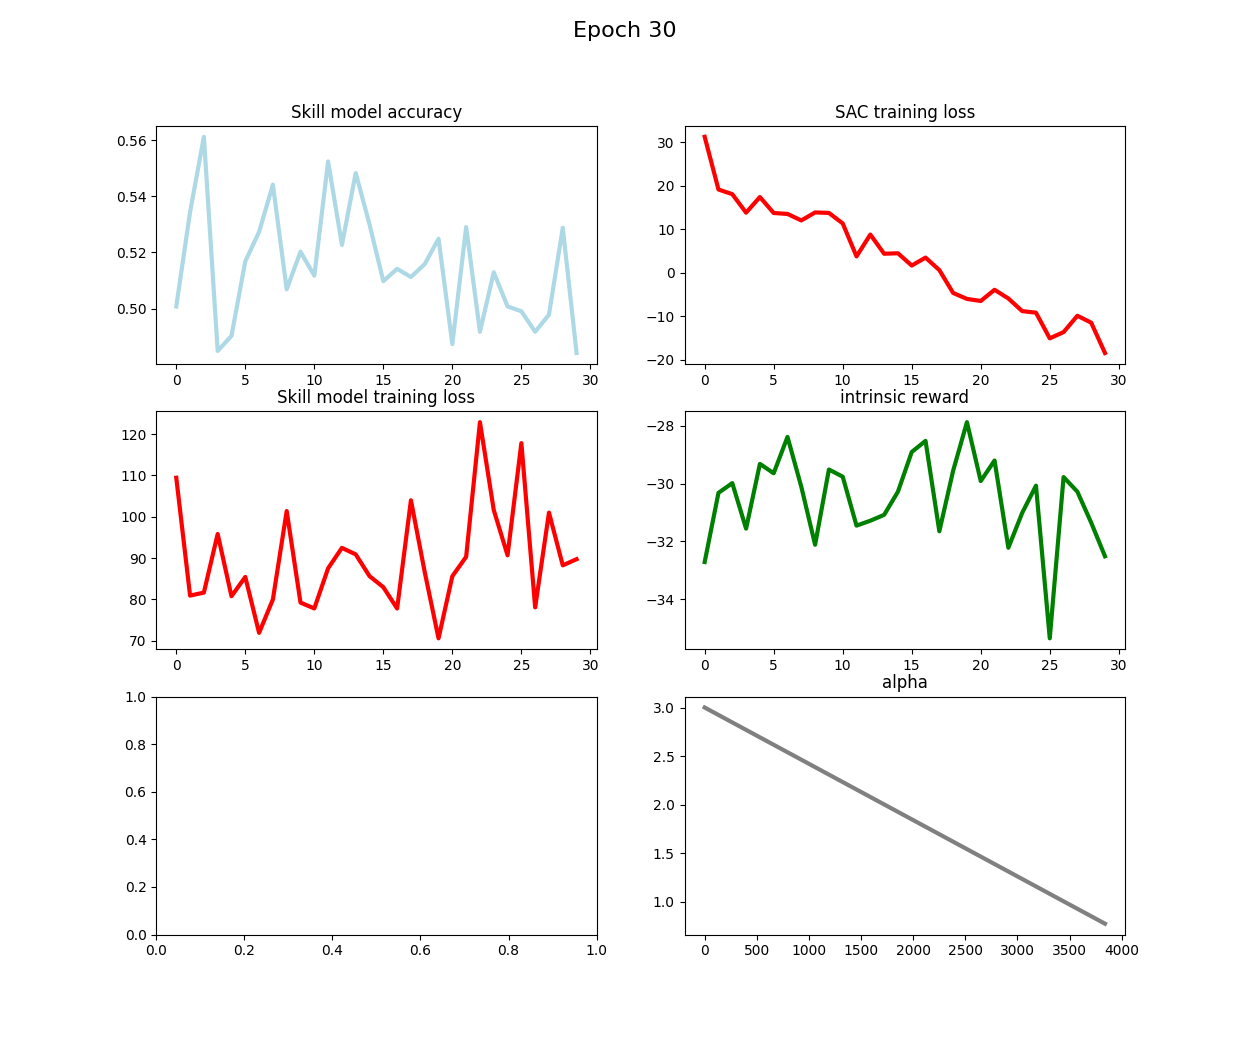 Epoch 30
Skill model accuracy
0.56
0.54
0.52
0.50
0 5 10 15 20 25 30
SAC training loss
30
20
10
0
−10
−20
0 5 10 15 20 25 30
Skill model training loss
120
110
100
90
80
70
0 5 10 15 20 25 30
intrinsic reward
−28
−30
−32
−34
0 5 10 15 20 25 30
1.0
0.8
0.6
0.4
0.2
0.0
0.0 0.2 0.4 0.6 0.8 1.0
alpha
3.0
2.5
2.0
1.5
1.0
0 500 1000 1500 2000 2500 3000 3500 4000